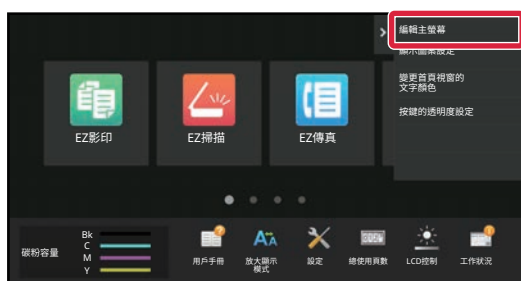 編輯主螢幕
顯示圖案設定
變更首頁視窗的
文字顏色
按鍵的透明度設定
EZ影印
EZ掃描
EZ傳真
碳粉容量
Bk
C
M
Y
用戶手冊
放大顯示
模式
設定
總使用頁數
LCD控制
工作狀況